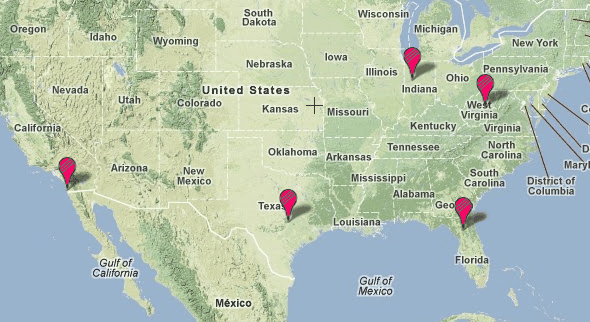 Oregon
Idaho
Wyoming
South
Dakota
Wisconsin
Michigan
New York
Nebraska
Iowa
Illinois
Indiana
Ohio
Pennsylvania
Nevada
Utah
Colorado
United States
Kansas
Missouri
West
Virginia
Virginia
Kentucky
California
Arizona
New
Mexico
Oklahoma
Arkansas
Tennessee
North
Carolina
Mississippi
Alabama
South
Carolina
District of
Columbia
Texas
Louisiana
Geo
Florida
Gulf of
California
Gulf of
Mexico
México
C
D
Mary